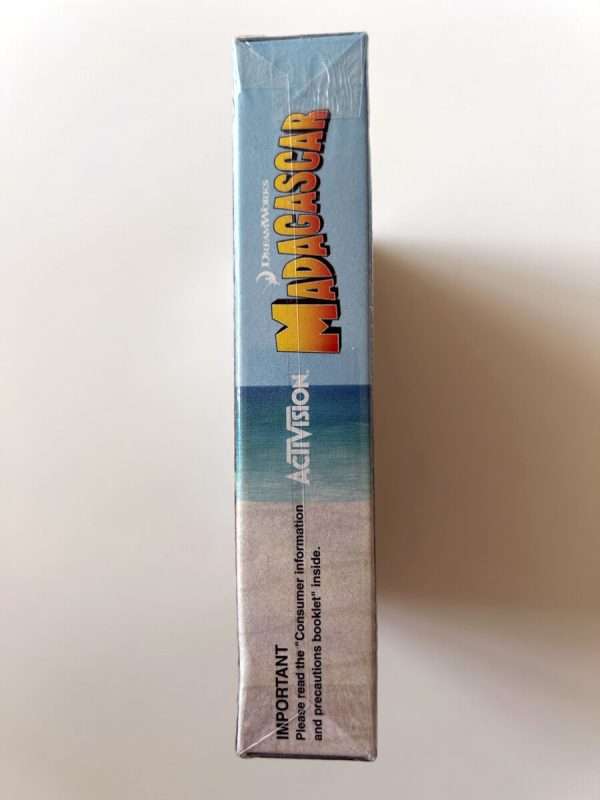 IMPORTANT
Please read the "Consumer information
and precautions booklet" inside.
ACTIVISION.
DREAMWORKS
MADAGASCAR